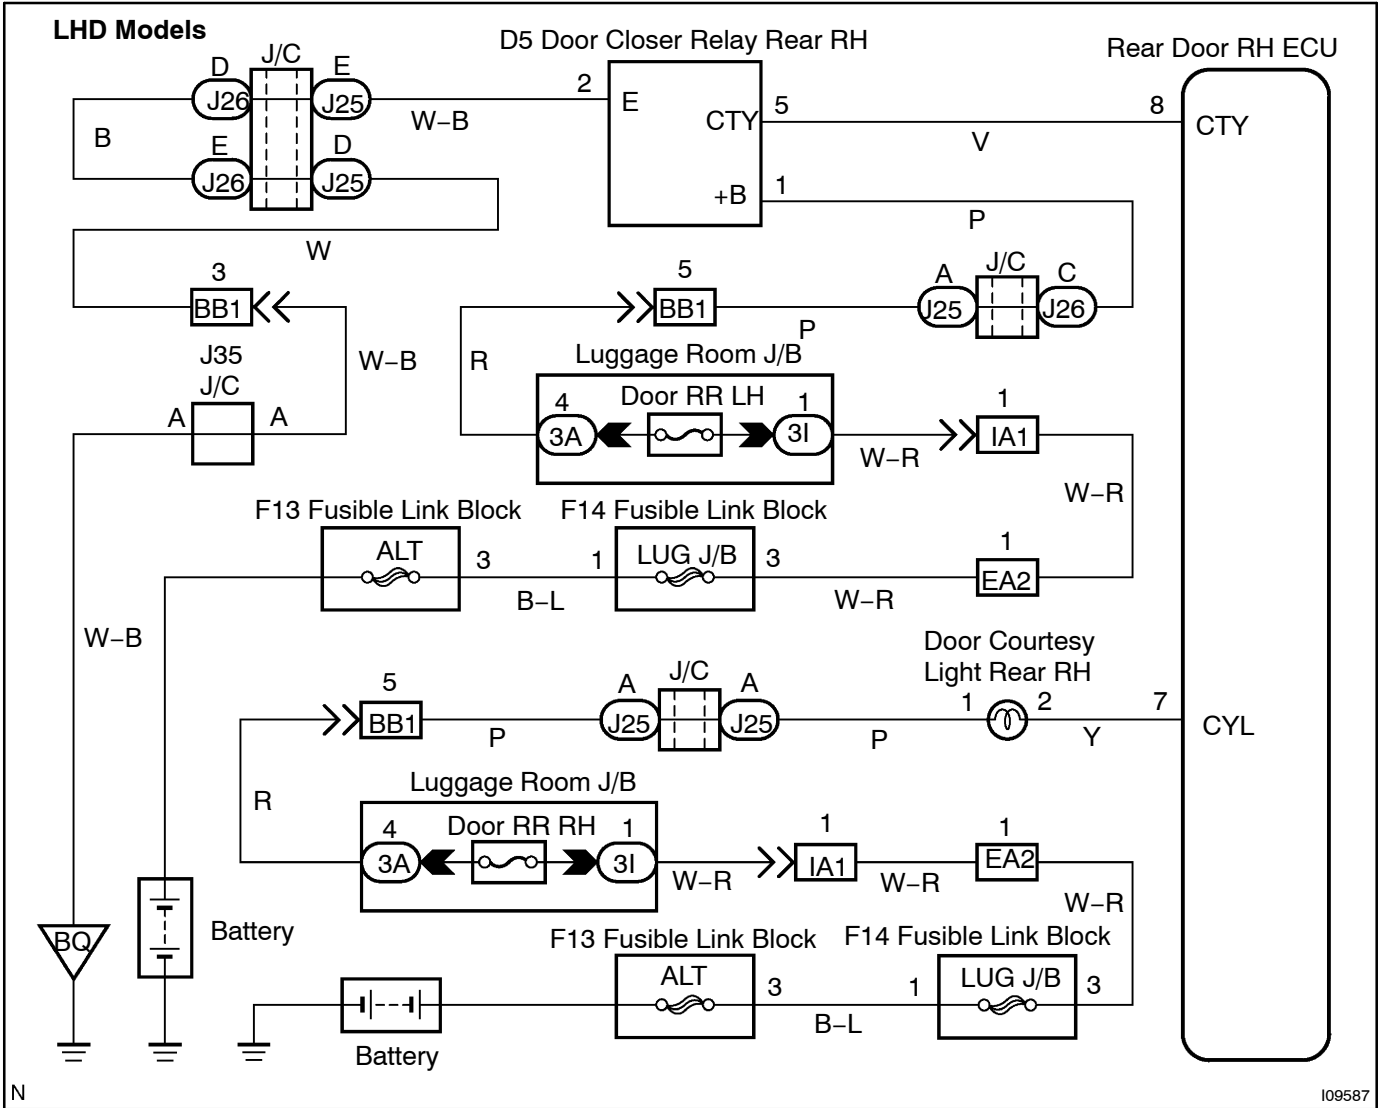 LHD Models
D5 Door Closer Relay Rear RH
Rear Door RH ECU
D J/C E
J26 J25
2 E
CTY 5
8 CTY
B
W–B
V
E D
J26 J25
+B 1
P
W
3
BB1
5
BB1
A J/C C
J25 J26
P
J35
J/C
A A
W–B
R
Luggage Room J/B
Door RR LH
4 1
3A 3I
W–R
1
IA1
W–R
F13 Fusible Link Block
F14 Fusible Link Block
ALT 3
1 LUG J/B 3
1
EA2
B–L
W–R
W–B
Door Courtesy
Light Rear RH
5
BB1
A J/C A
J25 J25
1 2
7
CYL
P
P
Y
Luggage Room J/B
R
4 Door RR RH 1
3A 3I
1
IA1
1
EA2
W–R
W–R
W–R
BQ
Battery
F13 Fusible Link Block
F14 Fusible Link Block
ALT 3
1 LUG J/B 3
B–L
Battery
N
I09587